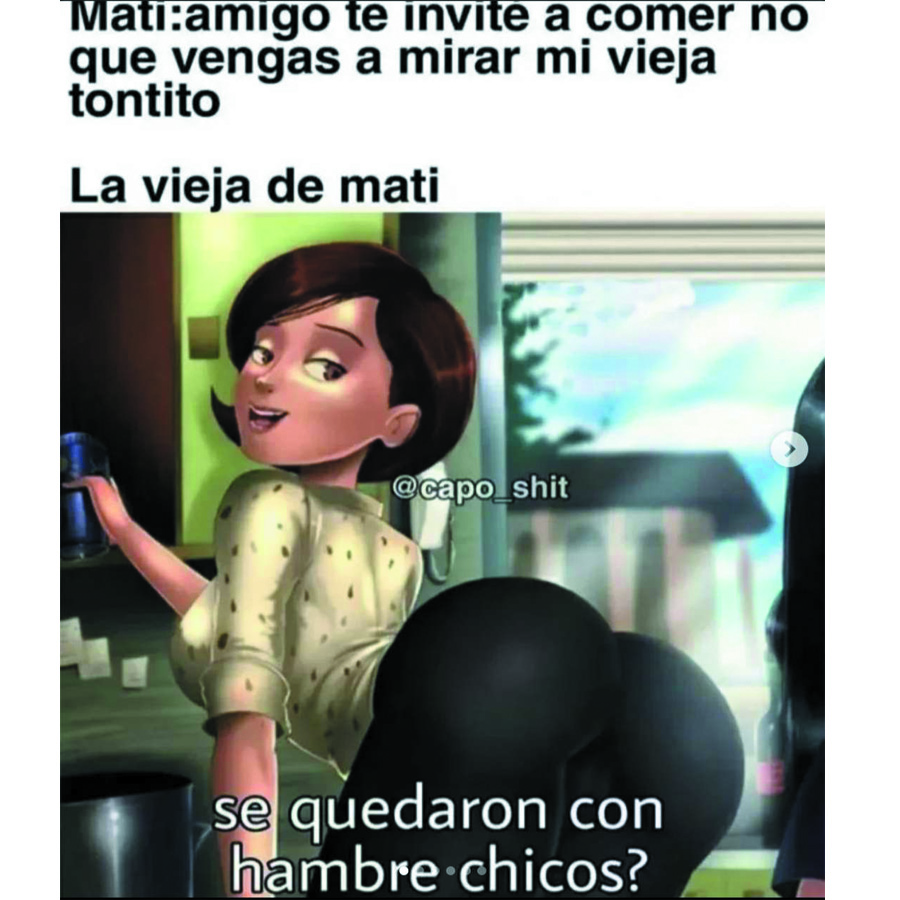 Mati:amigo te invite a comer no
que vengas a mirar mi vieja
tontito
La vieja de mati
@capo_shit
se quedaron con
hambre chicos?